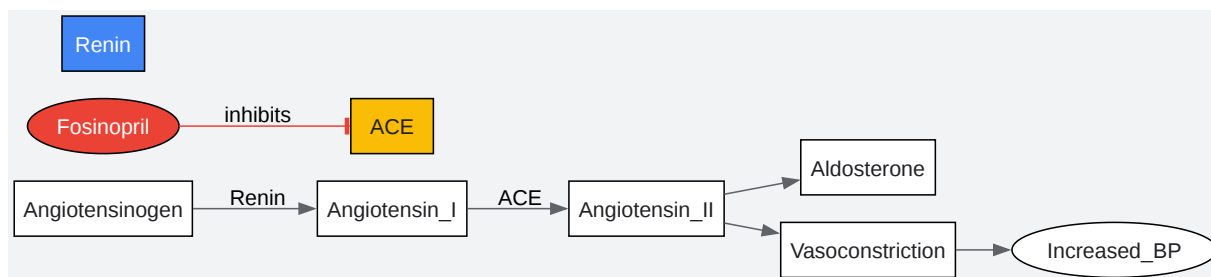 Renin
Fosinopril
inhibits
ACE
Angiotensinogen
Renin
Angiotensin_I
ACE
Angiotensin_II
Aldosterone
Vasoconstriction
Increased_BP